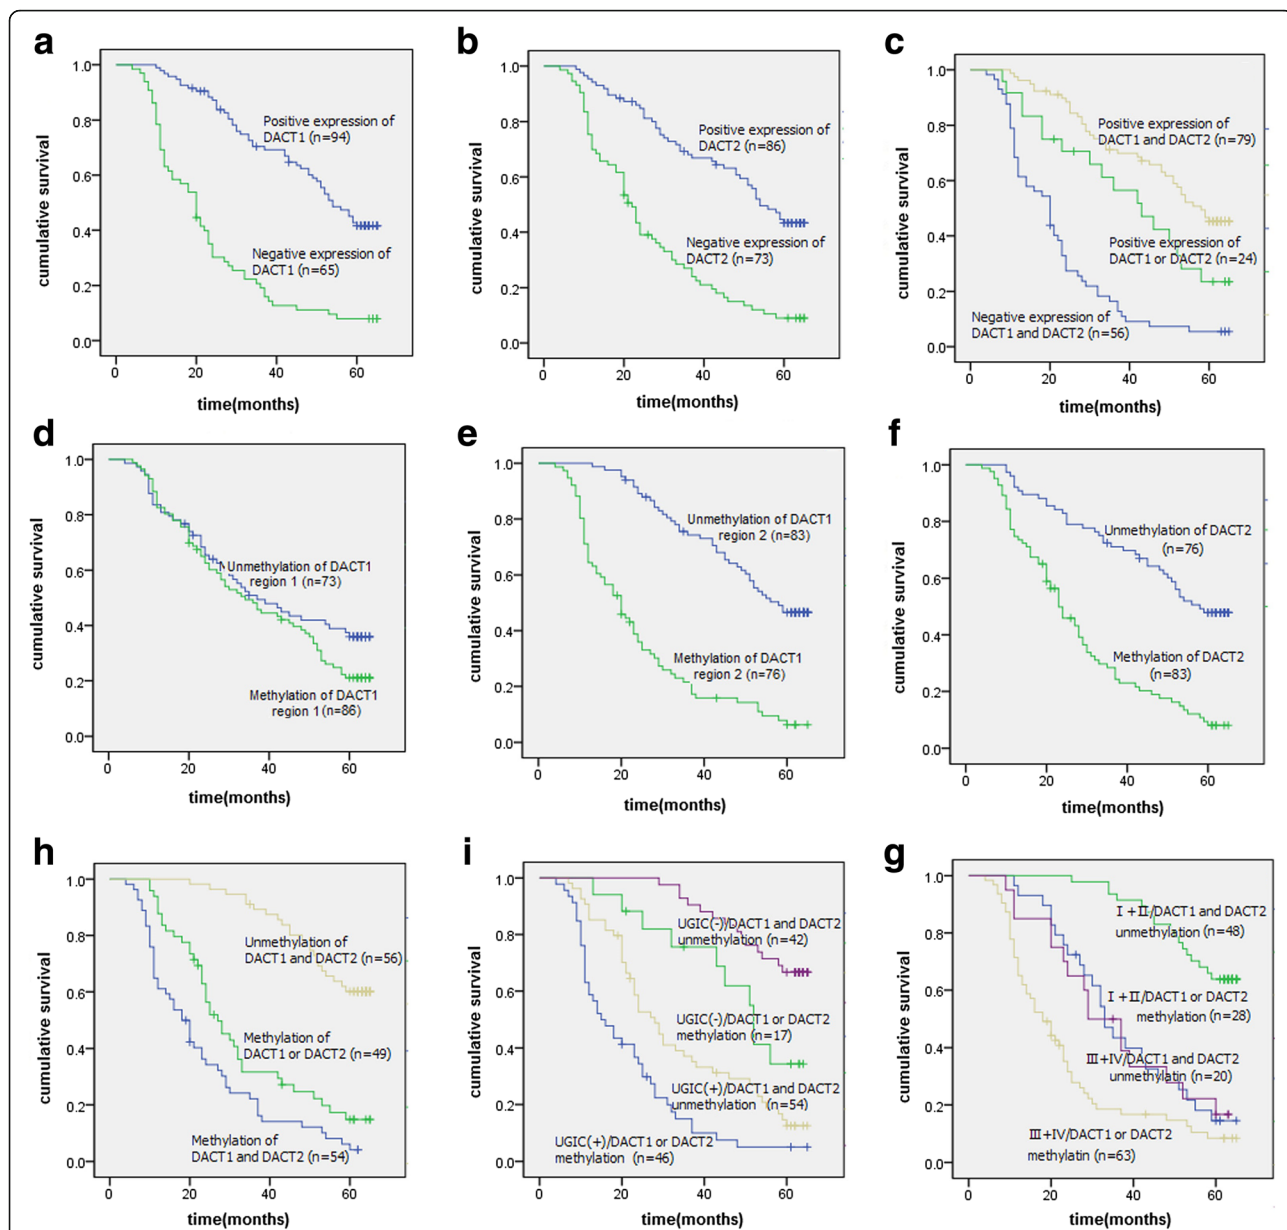 a
cumulative survival
1.0
0.8
0.6
0.4
0.2
0.0
Positive expression of
DACT1 (n=94)
Negative expression of
DACT1 (n=65)
0 20 40 60
time(months)
b
cumulative survival
1.0
0.8
0.6
0.4
0.2
0.0
Positive expression of
DACT2 (n=86)
Negative expression of
DACT2 (n=73)
0 20 40 60
time(months)
c
cumulative survival
1.0
0.8
0.6
0.4
0.2
0.0
Positive expression of
DACT1 and DACT2 (n=79)
Positive expression of
DACT1 or DACT2 (n=24)
Negative expression of
DACT1 and DACT2 (n=56)
0 20 40 60
time(months)
d
cumulative survival
1.0
0.8
0.6
0.4
0.2
0.0
Unmethylation of DACT1
region 1 (n=73)
Methylation of DACT1
region 1 (n=86)
0 20 40 60
time(months)
e
cumulative survival
1.0
0.8
0.6
0.4
0.2
0.0
Unmethylation of DACT1
region 2 (n=83)
Methylation of DACT1
region 2 (n=76)
0 20 40 60
time(months)
f
cumulative survival
1.0
0.8
0.6
0.4
0.2
0.0
Unmethylation of DACT2
(n=76)
Methylation of DACT2
(n=83)
0 20 40 60
time(months)
h
cumulative survival
1.0
0.8
0.6
0.4
0.2
0.0
Unmethylation of
DACT1 and DACT2 (n=56)
Methylation of
DACT1 or DACT2 (n=49)
Methylation of
DACT1 and DACT2 (n=54)
0 20 40 60
time(months)
i
cumulative survival
1.0
0.8
0.6
0.4
0.2
0.0
UGIC(-)/DACT1 and DACT2
unmethylation (n=42)
UGIC(-)/DACT1 or DACT2
methylation (n=17)
UGIC(+)/DACT1 and DACT2
unmethylation (n=54)
UGIC(+)/DACT1 or DACT2
methylation (n=46)
0 20 40 60
time(months)
g
cumulative survival
1.0
0.8
0.6
0.4
0.2
0.0
I+II/DACT1 and DACT2
unmethylation (n=48)
I+II/DACT1 or DACT2
methylation (n=28)
III+IV/DACT1 and DACT2
unmethylatin (n=20)
III+IV/DACT1 or DACT2
methylatin (n=63)
0 20 40 60
time(months)